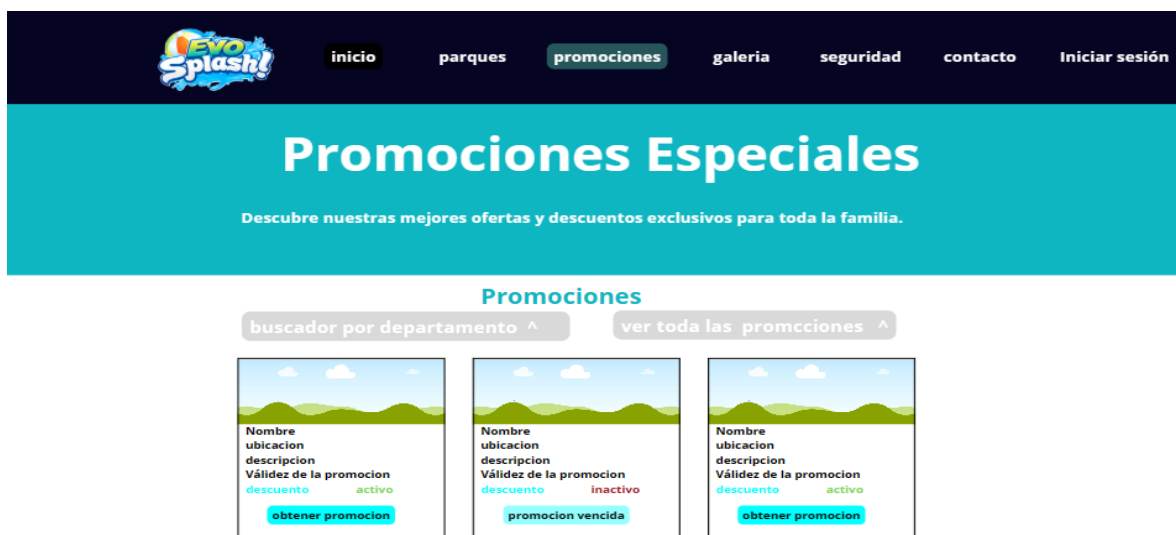 EVO
Splash!
inicio parques promociones galeria seguridad contacto Iniciar sesión
Promociones Especiales
Descubre nuestras mejores ofertas y descuentos exclusivos para toda la familia.
Promociones
buscador por departamento ^ ver toda las promcciones ^
Nombre
ubicacion
descripcion
Válidez de la promocion
descuento activo
obtener promocion
Nombre
ubicacion
descripcion
Válidez de la promocion
descuento inactivo
promocion vencida
Nombre
ubicacion
descripcion
Válidez de la promocion
descuento activo
obtener promocion